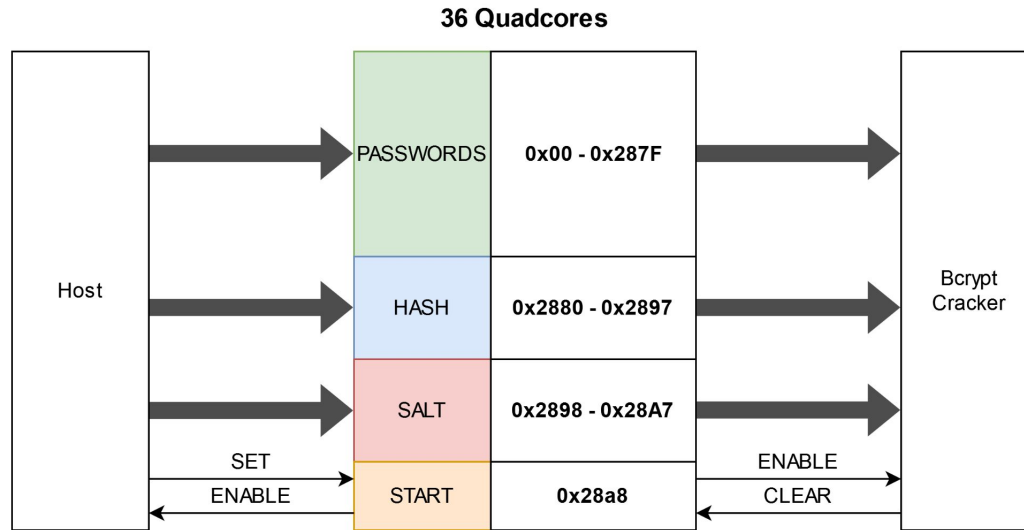 36 Quadcores
Host
PASSWORDS
0x00 - 0x287F
HASH
0x2880 - 0x2897
SALT
0x2898 - 0x28A7
START
0x28a8
SET
ENABLE
ENABLE
CLEAR
Bcrypt
Cracker